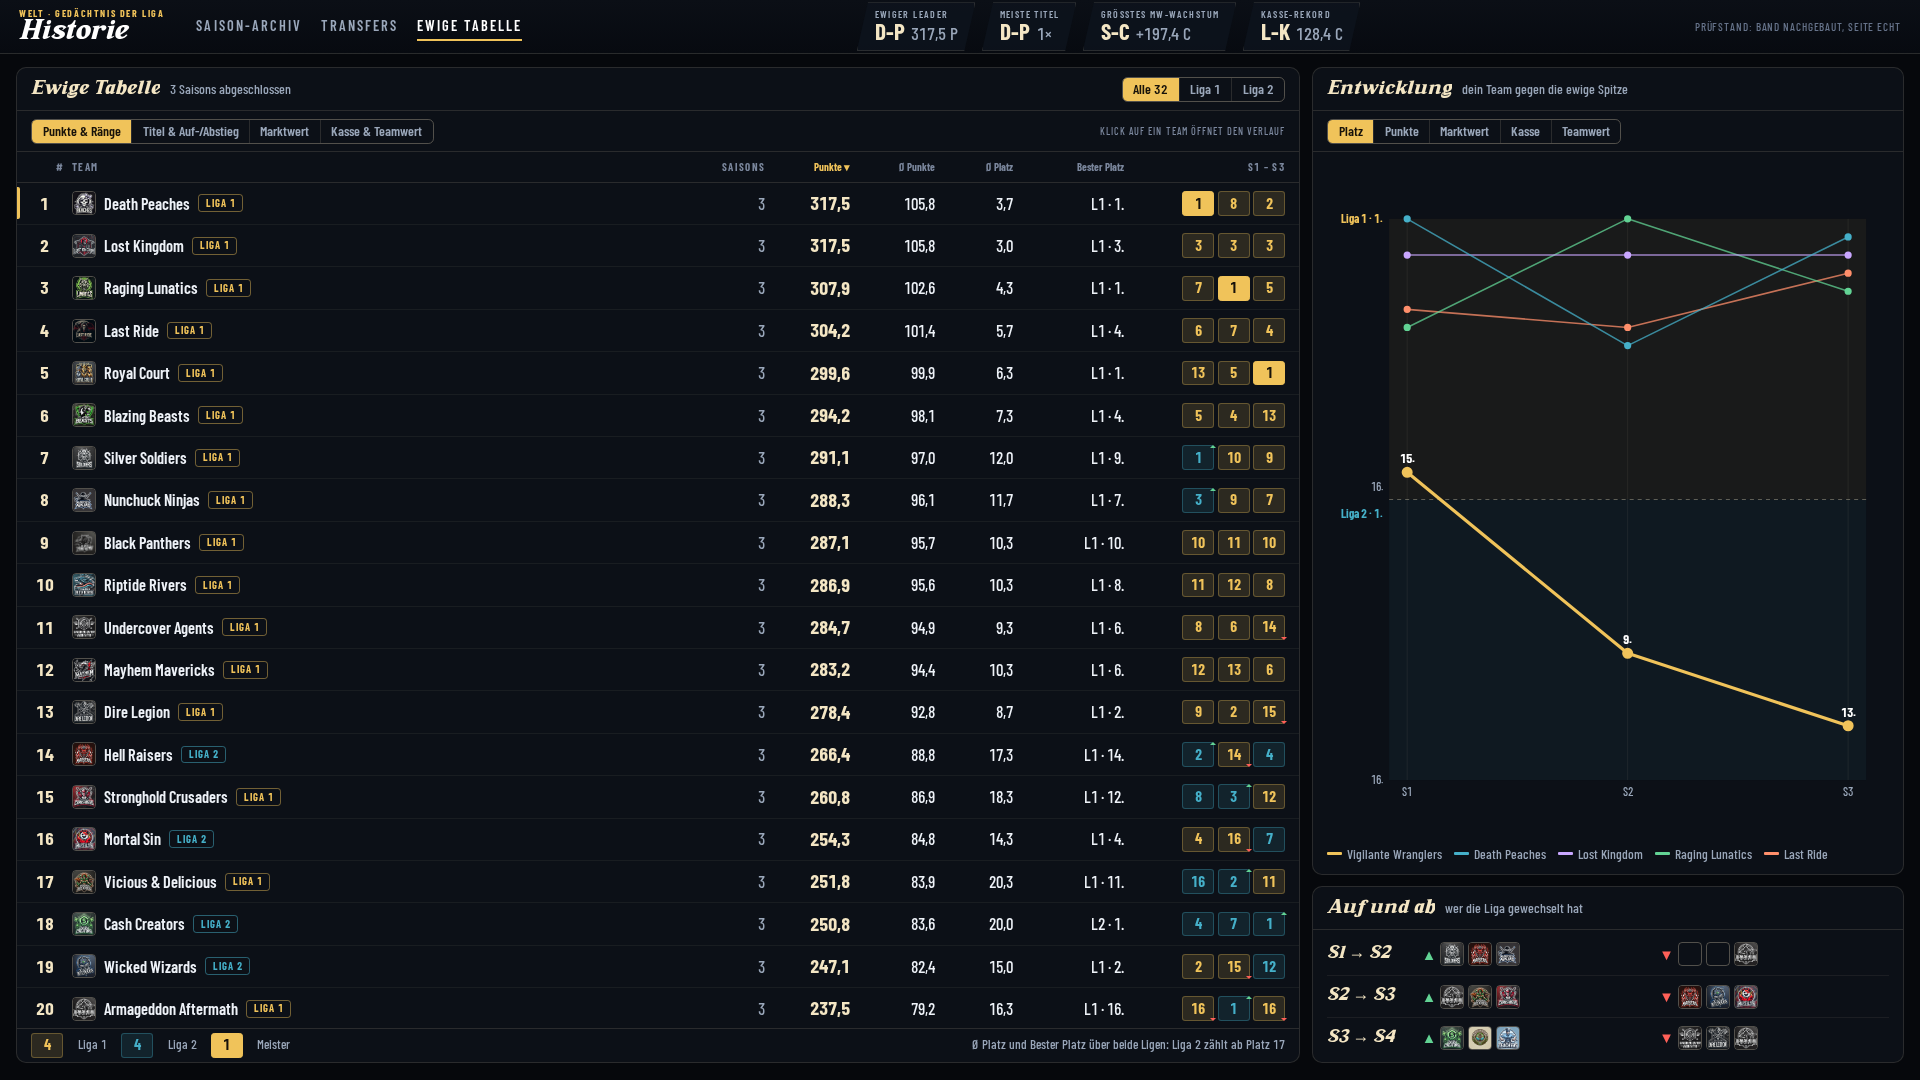 WELT · GEDÄCHTNIS DER LIGA
Historie
SAISON-ARCHIV TRANSFERS EWIGE TABELLE
EWIGER LEADER
D-P 317,5 P
MEISTE TITEL
D-P 1×
GRÖSSTES MW-WACHSTUM
S-C +197,4 C
KASSE-REKORD
L-K 128,4 C
PRÜFSTAND: BAND NACHGEBAUT, SEITE ECHT
Ewige Tabelle 3 Saisons abgeschlossen
Alle 32 Liga 1 Liga 2
Punkte & Ränge Titel & Auf-/Abstieg Marktwert Kasse & Teamwert
KLICK AUF EIN TEAM ÖFFNET DEN VERLAUF
# TEAM SAISONS Punkte ▾ Ø Punkte Ø Platz Bester Platz S1 – S3
1 Death Peaches LIGA 1 3 317,5 105,8 3,7 L1 · 1. 1 8 2
2 Lost Kingdom LIGA 1 3 317,5 105,8 3,0 L1 · 3. 3 3 3
3 Raging Lunatics LIGA 1 3 307,9 102,6 4,3 L1 · 1. 7 1 5
4 Last Ride LIGA 1 3 304,2 101,4 5,7 L1 · 4. 6 7 4
5 Royal Court LIGA 1 3 299,6 99,9 6,3 L1 · 1. 13 5 1
6 Blazing Beasts LIGA 1 3 294,2 98,1 7,3 L1 · 4. 5 4 13
7 Silver Soldiers LIGA 1 3 291,1 97,0 12,0 L1 · 9. 1 10 9
8 Nunchuck Ninjas LIGA 1 3 288,3 96,1 11,7 L1 · 7. 3 9 7
9 Black Panthers LIGA 1 3 287,1 95,7 10,3 L1 · 10. 10 11 10
10 Riptide Rivers LIGA 1 3 286,9 95,6 10,3 L1 · 8. 11 12 8
11 Undercover Agents LIGA 1 3 284,7 94,9 9,3 L1 · 6. 8 6 14
12 Mayhem Mavericks LIGA 1 3 283,2 94,4 10,3 L1 · 6. 12 13 6
13 Dire Legion LIGA 1 3 278,4 92,8 8,7 L1 · 2. 9 2 15
14 Hell Raisers LIGA 2 3 266,4 88,8 17,3 L1 · 14. 2 14 4
15 Stronghold Crusaders LIGA 1 3 260,8 86,9 18,3 L1 · 12. 8 3 12
16 Mortal Sin LIGA 2 3 254,3 84,8 14,3 L1 · 4. 4 16 7
17 Vicious & Delicious LIGA 1 3 251,8 83,9 20,3 L1 · 11. 16 2 11
18 Cash Creators LIGA 2 3 250,8 83,6 20,0 L2 · 1. 4 7 1
19 Wicked Wizards LIGA 2 3 247,1 82,4 15,0 L1 · 2. 2 15 12
20 Armageddon Aftermath LIGA 1 3 237,5 79,2 16,3 L1 · 16. 16 1 16
4 Liga 1 4 Liga 2 1 Meister
Ø Platz und Bester Platz über beide Ligen: Liga 2 zählt ab Platz 17
Entwicklung dein Team gegen die ewige Spitze
Platz Punkte Marktwert Kasse Teamwert
Liga 1 · 1.
15.
16.
Liga 2 · 1.
9.
13.
16.
S1 S2 S3
Vigilante Wranglers Death Peaches Lost Kingdom Raging Lunatics Last Ride
Auf und ab wer die Liga gewechselt hat
S1 → S2 ▲ ▼
S2 → S3 ▲ ▼
S3 → S4 ▲ ▼